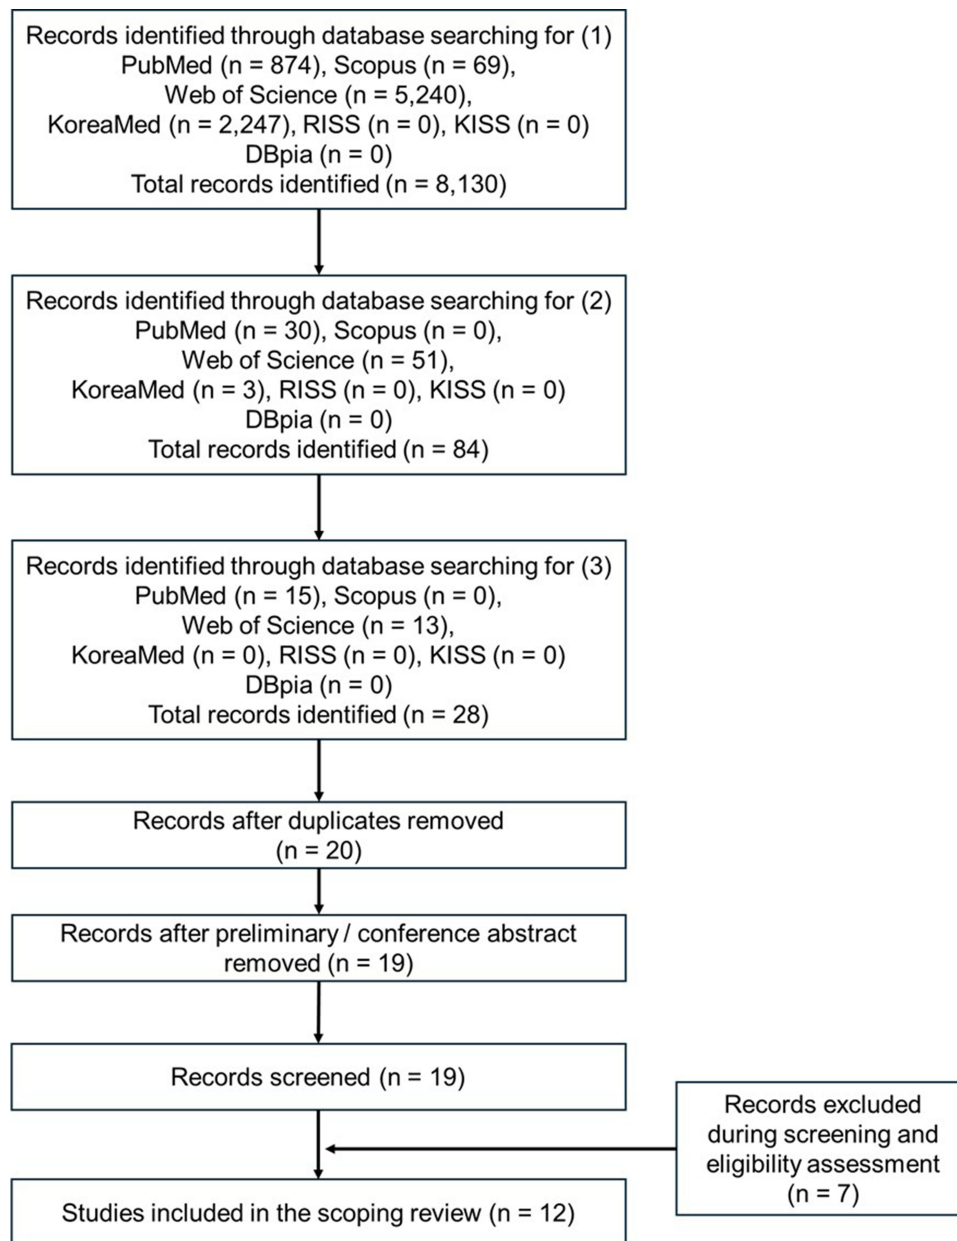 Records identified through database searching for (1)
PubMed (n = 874), Scopus (n = 69),
Web of Science (n = 5,240),
KoreaMed (n = 2,247), RISS (n = 0), KISS (n = 0)
DBpia (n = 0)
Total records identified (n = 8,130)
Records identified through database searching for (2)
PubMed (n = 30), Scopus (n = 0),
Web of Science (n = 51),
KoreaMed (n = 3), RISS (n = 0), KISS (n = 0)
DBpia (n = 0)
Total records identified (n = 84)
Records identified through database searching for (3)
PubMed (n = 15), Scopus (n = 0),
Web of Science (n = 13),
KoreaMed (n = 0), RISS (n = 0), KISS (n = 0)
DBpia (n = 0)
Total records identified (n = 28)
Records after duplicates removed
(n = 20)
Records after preliminary / conference abstract
removed (n = 19)
Records screened (n = 19)
Records excluded
during screening and
eligibility assessment
(n = 7)
Studies included in the scoping review (n = 12)